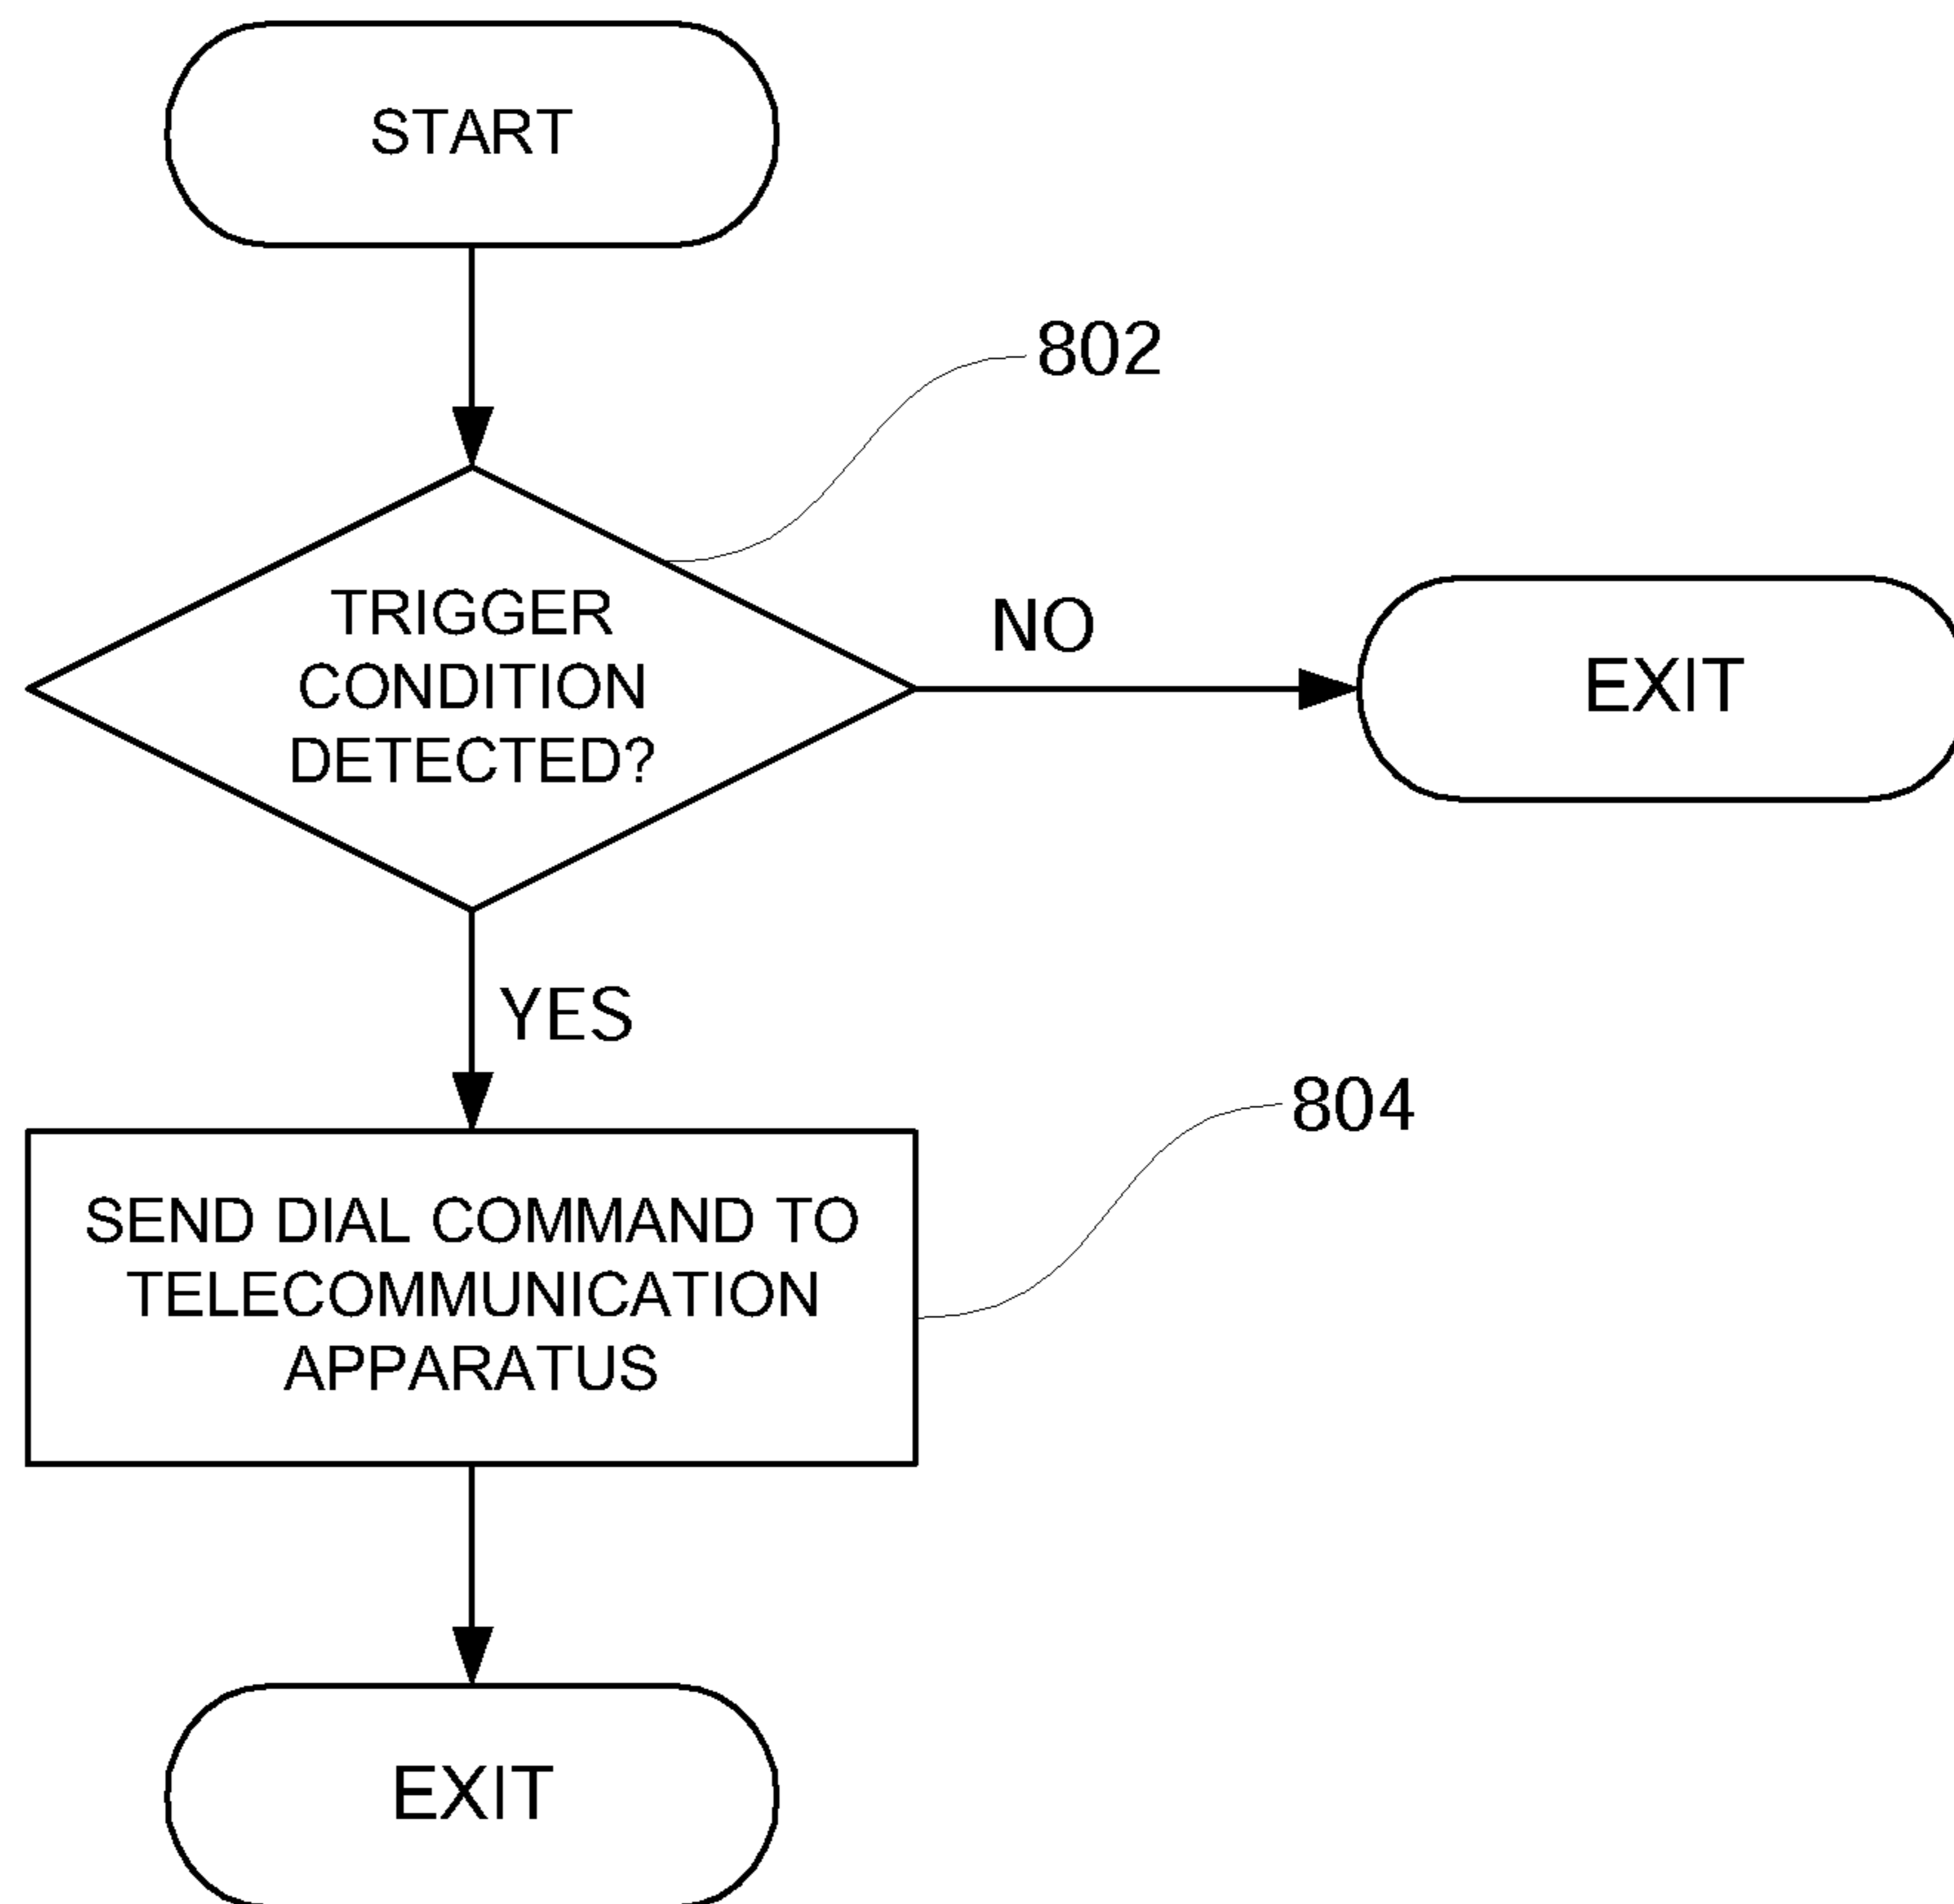 START
802
TRIGGER
CONDITION
DETECTED?
NO
EXIT
YES
804
SEND DIAL COMMAND TO
TELECOMMUNICATION
APPARATUS
EXIT